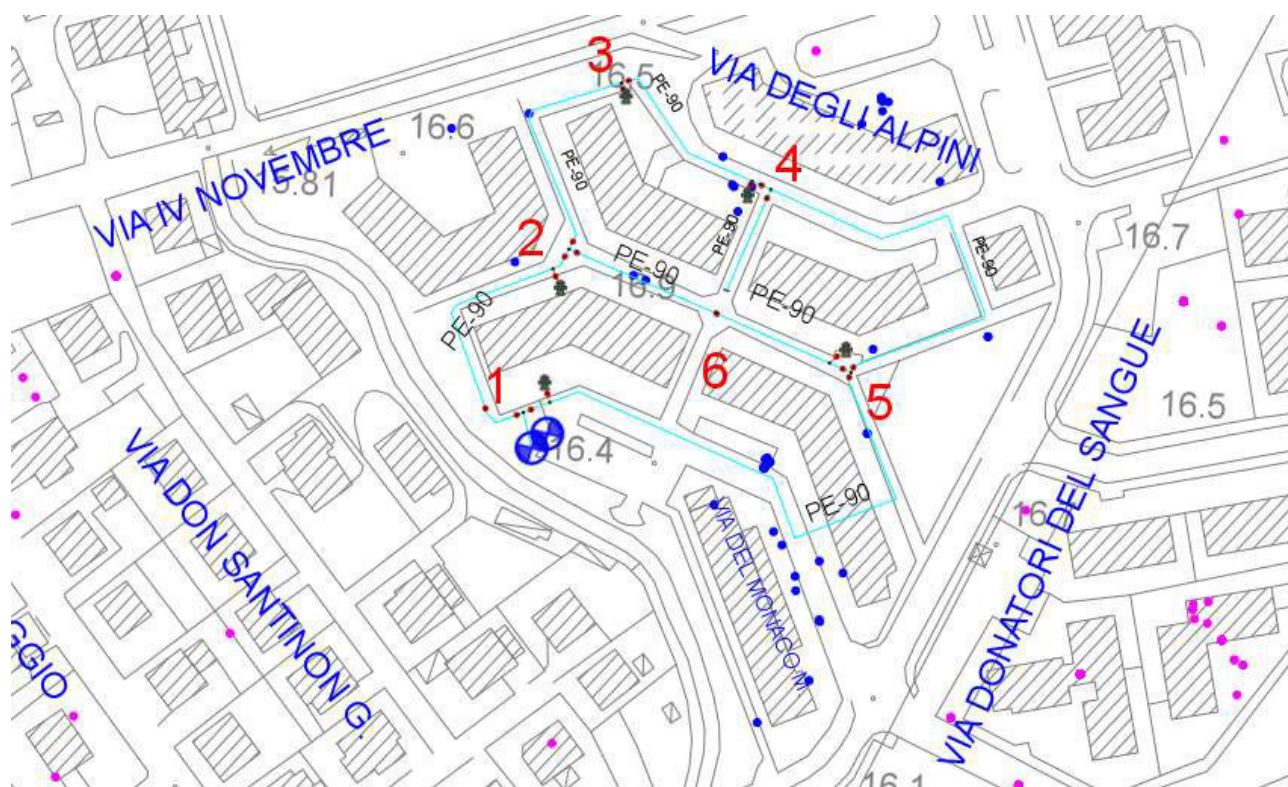 3
16.5
PE-90
VIA DEGLI ALPINI
16.6
VIA IV NOVEMBRE
5.81
4
PE-90
2
PE-90
PE-90
16.9
PE-90
PE-90
16.7
PE-90
1
6
5
16.5
16.4
VIA DON SANTINON G.
PE-90
VIA DEL MONACO M.
VIA DONATORI DEL SANGUE
16.
GGIO
16.1